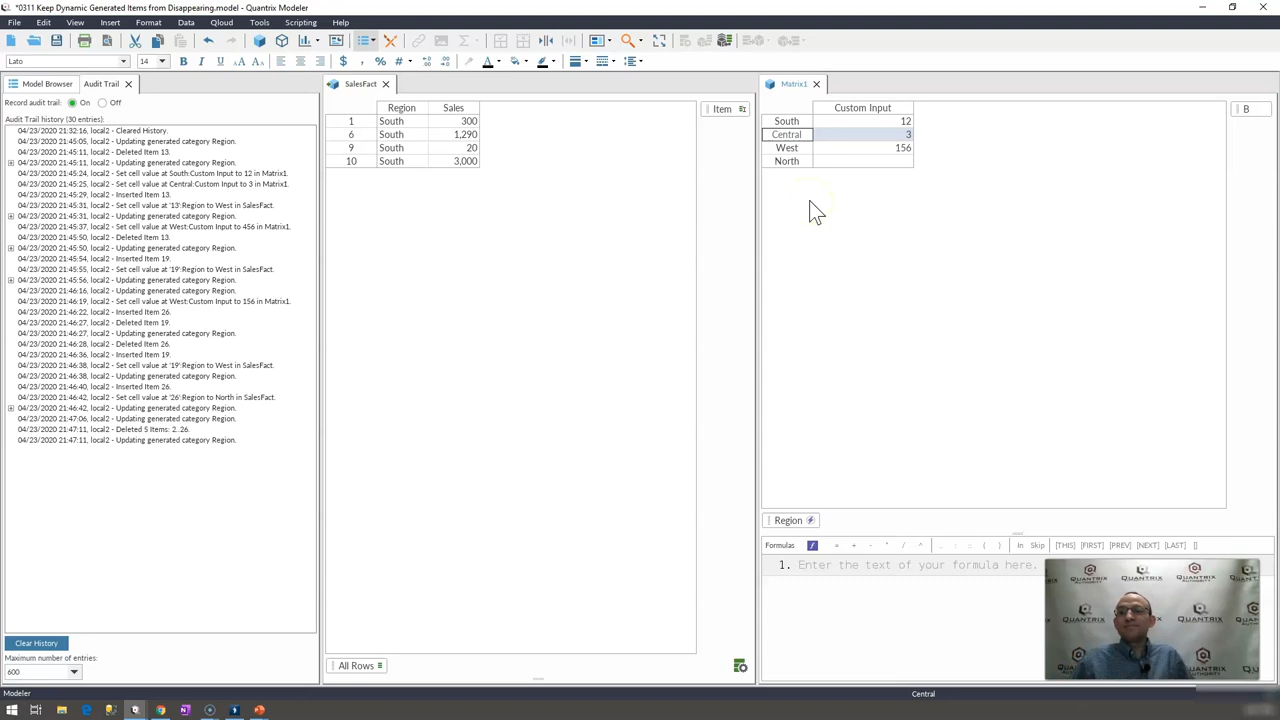 *0311 Keep Dynamic Generated Items from Disappearing.model - Quantrix Modeler
File Edit View Insert Format Data Qloud Tools Scripting Help
Lato 14
Model Browser Audit Trail
Record audit trail: On Off
Audit Trail history (30 entries):
04/23/2020 21:32:16, local2 - Cleared History.
04/23/2020 21:45:05, local2 - Updating generated category Region.
04/23/2020 21:45:11, local2 - Deleted Item 13.
04/23/2020 21:45:11, local2 - Updating generated category Region.
04/23/2020 21:45:24, local2 - Set cell value at South:Custom Input to 12 in Matrix1.
04/23/2020 21:45:25, local2 - Set cell value at Central:Custom Input to 3 in Matrix1.
04/23/2020 21:45:29, local2 - Inserted Item 13.
04/23/2020 21:45:31, local2 - Set cell value at '13':Region to West in SalesFact.
04/23/2020 21:45:31, local2 - Updating generated category Region.
04/23/2020 21:45:37, local2 - Set cell value at West:Custom Input to 456 in Matrix1.
04/23/2020 21:45:50, local2 - Deleted Item 13.
04/23/2020 21:45:50, local2 - Updating generated category Region.
04/23/2020 21:45:54, local2 - Inserted Item 19.
04/23/2020 21:45:55, local2 - Set cell value at '19':Region to West in SalesFact.
04/23/2020 21:45:56, local2 - Updating generated category Region.
04/23/2020 21:46:16, local2 - Updating generated category Region.
04/23/2020 21:46:19, local2 - Set cell value at West:Custom Input to 156 in Matrix1.
04/23/2020 21:46:22, local2 - Inserted Item 26.
04/23/2020 21:46:27, local2 - Deleted Item 19.
04/23/2020 21:46:27, local2 - Updating generated category Region.
04/23/2020 21:46:28, local2 - Deleted Item 26.
04/23/2020 21:46:36, local2 - Inserted Item 19.
04/23/2020 21:46:38, local2 - Set cell value at '19':Region to West in SalesFact.
04/23/2020 21:46:38, local2 - Updating generated category Region.
04/23/2020 21:46:40, local2 - Inserted Item 26.
04/23/2020 21:46:42, local2 - Set cell value at '26':Region to North in SalesFact.
04/23/2020 21:46:42, local2 - Updating generated category Region.
04/23/2020 21:47:06, local2 - Updating generated category Region.
04/23/2020 21:47:11, local2 - Deleted 5 Items: 2..26.
04/23/2020 21:47:11, local2 - Updating generated category Region.
Clear History
Maximum number of entries:
600
SalesFact
Region Sales
1 South 300
6 South 1,290
9 South 20
10 South 3,000
Item
All Rows
Matrix1
Custom Input
South 12
Central 3
West 156
North
B
Region
Formulas f = + - * / ^ .. : :: ( ) In Skip [THIS] [FIRST] [PREV] [NEXT] [LAST] []
1. Enter the text of your formula here.
QUANTRIX
AUTHORITY
Modeler Central